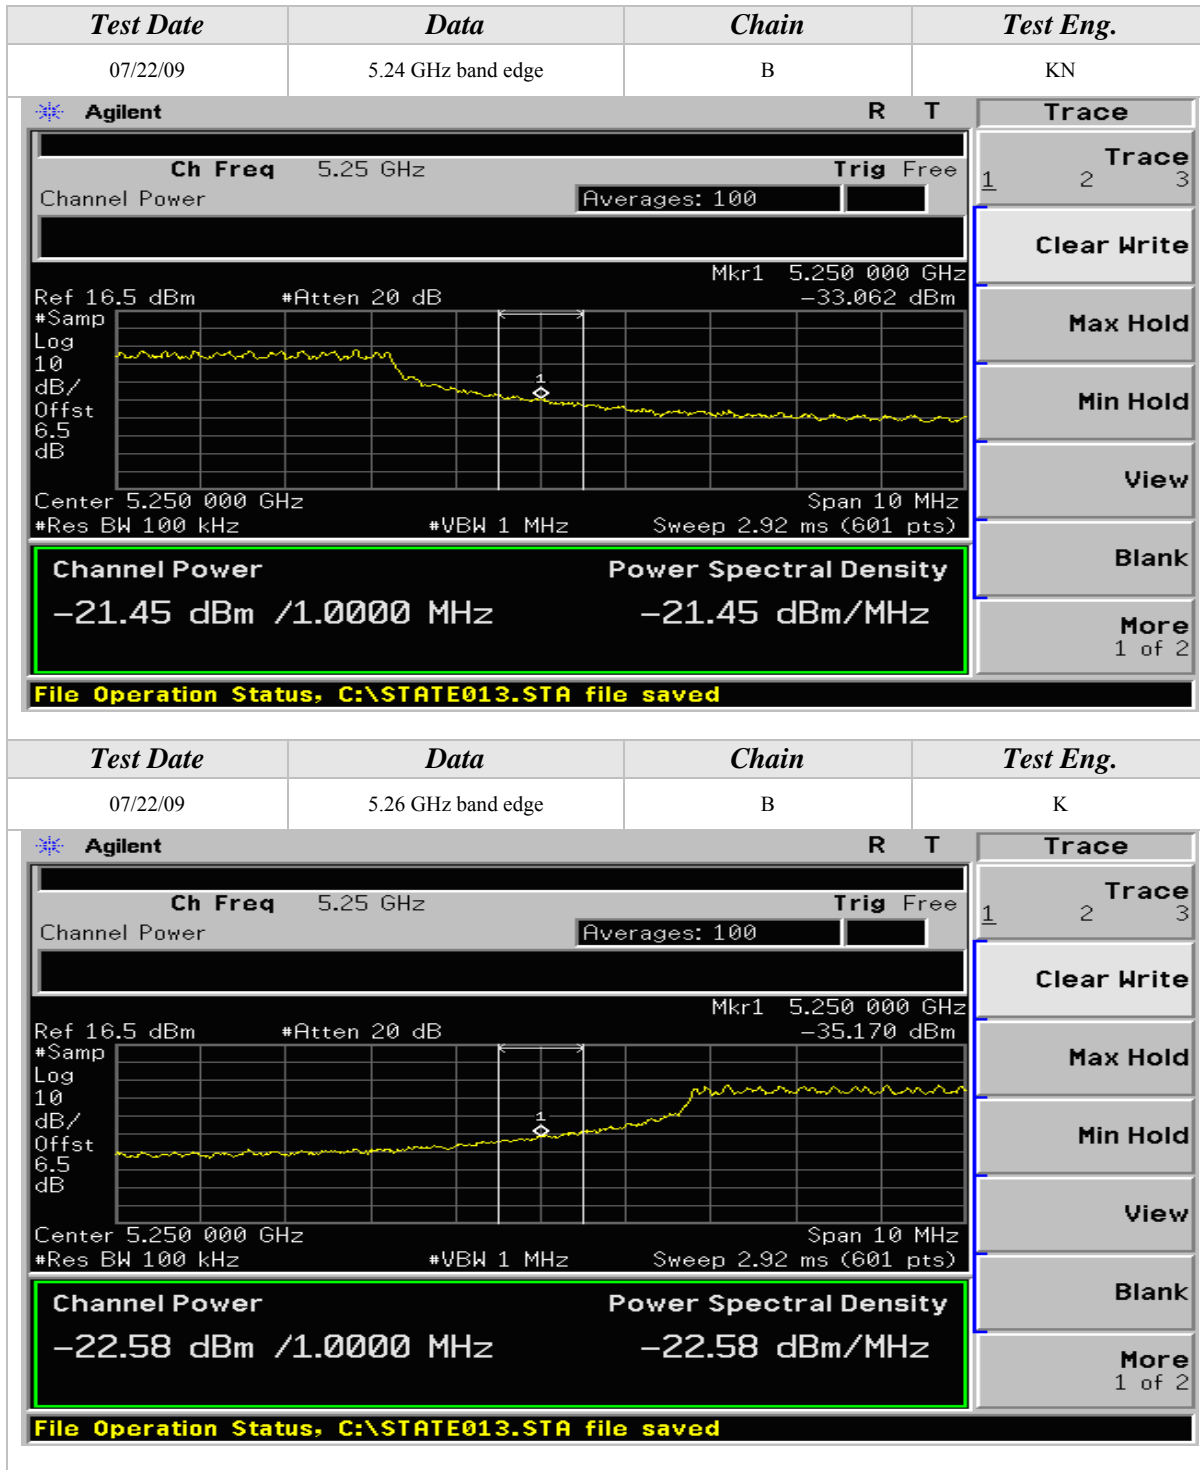 Test Date Data Chain Test Eng.
07/22/09 5.24 GHz band edge B KN
Agilent R T Trace
Ch Freq 5.25 GHz Trig Free
Channel Power Averages: 100
Trace
1 2 3
Clear Write
Max Hold
Min Hold
View
Blank
More
1 of 2
Mkr1 5.250 000 GHz
Ref 16.5 dBm #Atten 20 dB -33.062 dBm
#Samp
Log
10
dB/
Offst
6.5
dB
1
Center 5.250 000 GHz Span 10 MHz
#Res BW 100 kHz #VBW 1 MHz Sweep 2.92 ms (601 pts)
Channel Power Power Spectral Density
-21.45 dBm /1.0000 MHz -21.45 dBm/MHz
File Operation Status, C:\STATE013.STA file saved
Test Date Data Chain Test Eng.
07/22/09 5.26 GHz band edge B K
Agilent R T Trace
Ch Freq 5.25 GHz Trig Free
Channel Power Averages: 100
Trace
1 2 3
Clear Write
Max Hold
Min Hold
View
Blank
More
1 of 2
Mkr1 5.250 000 GHz
Ref 16.5 dBm #Atten 20 dB -35.170 dBm
#Samp
Log
10
dB/
Offst
6.5
dB
1
Center 5.250 000 GHz Span 10 MHz
#Res BW 100 kHz #VBW 1 MHz Sweep 2.92 ms (601 pts)
Channel Power Power Spectral Density
-22.58 dBm /1.0000 MHz -22.58 dBm/MHz
File Operation Status, C:\STATE013.STA file saved